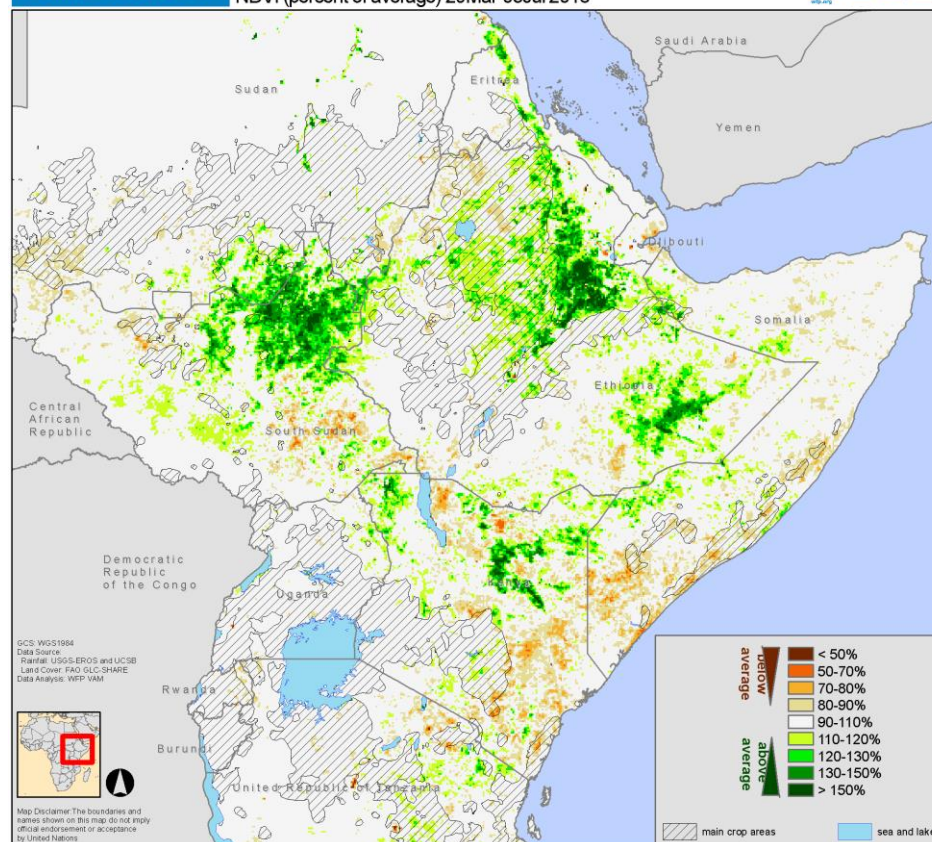 Saudi Arabia
Sudan
Eritrea
Yemen
Djibouti
Somalia
Ethiopia
Central
African
Republic
South Sudan
Democratic
Republic
of the Congo
Uganda
Kenya
GCS: WGS1984
Data Source:
Rainfall: USGS-EROS and UCSB
Land Cover: FAO GLC-SHARE
Data Analysis: WFP VAM
Rwanda
Burundi
United Republic of Tanzania
Map Disclaimer:The boundaries and
names shown on this map do not imply
official endorsement or acceptance
by United Nations
below
average
above
average
< 50%
50-70%
70-80%
80-90%
90-110%
110-120%
120-130%
130-150%
> 150%
main crop areas
sea and lake